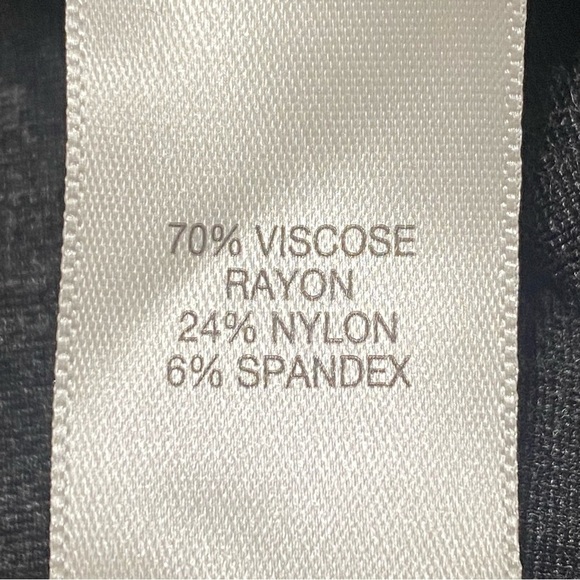 70% VISCOSE
RAYON
24% NYLON
6% SPANDEX